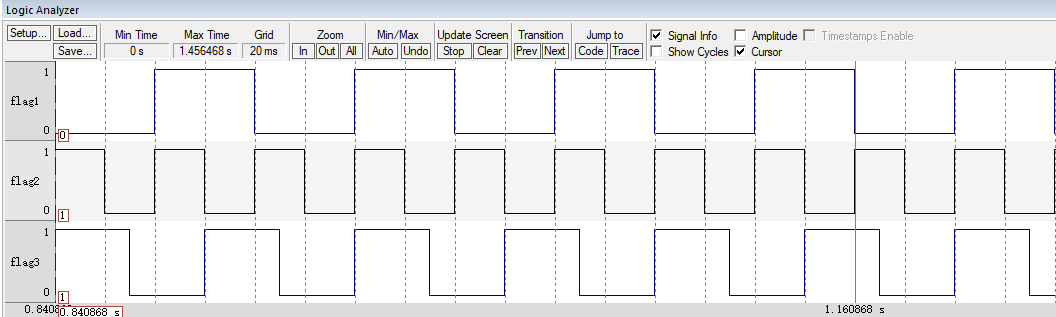 Logic Analyzer
Setup... Load... Min Time Max Time Grid Zoom Min/Max Update Screen Transition Jump to Signal Info Amplitude Timestamps Enable
Save... 0 s 1.456468 s 20 ms In Out All Auto Undo Stop Clear Prev Next Code Trace Show Cycles Cursor
1
flag1
0 0
1
flag2
0 1
1
flag3
0 1
0.840868 s 1.160868 s